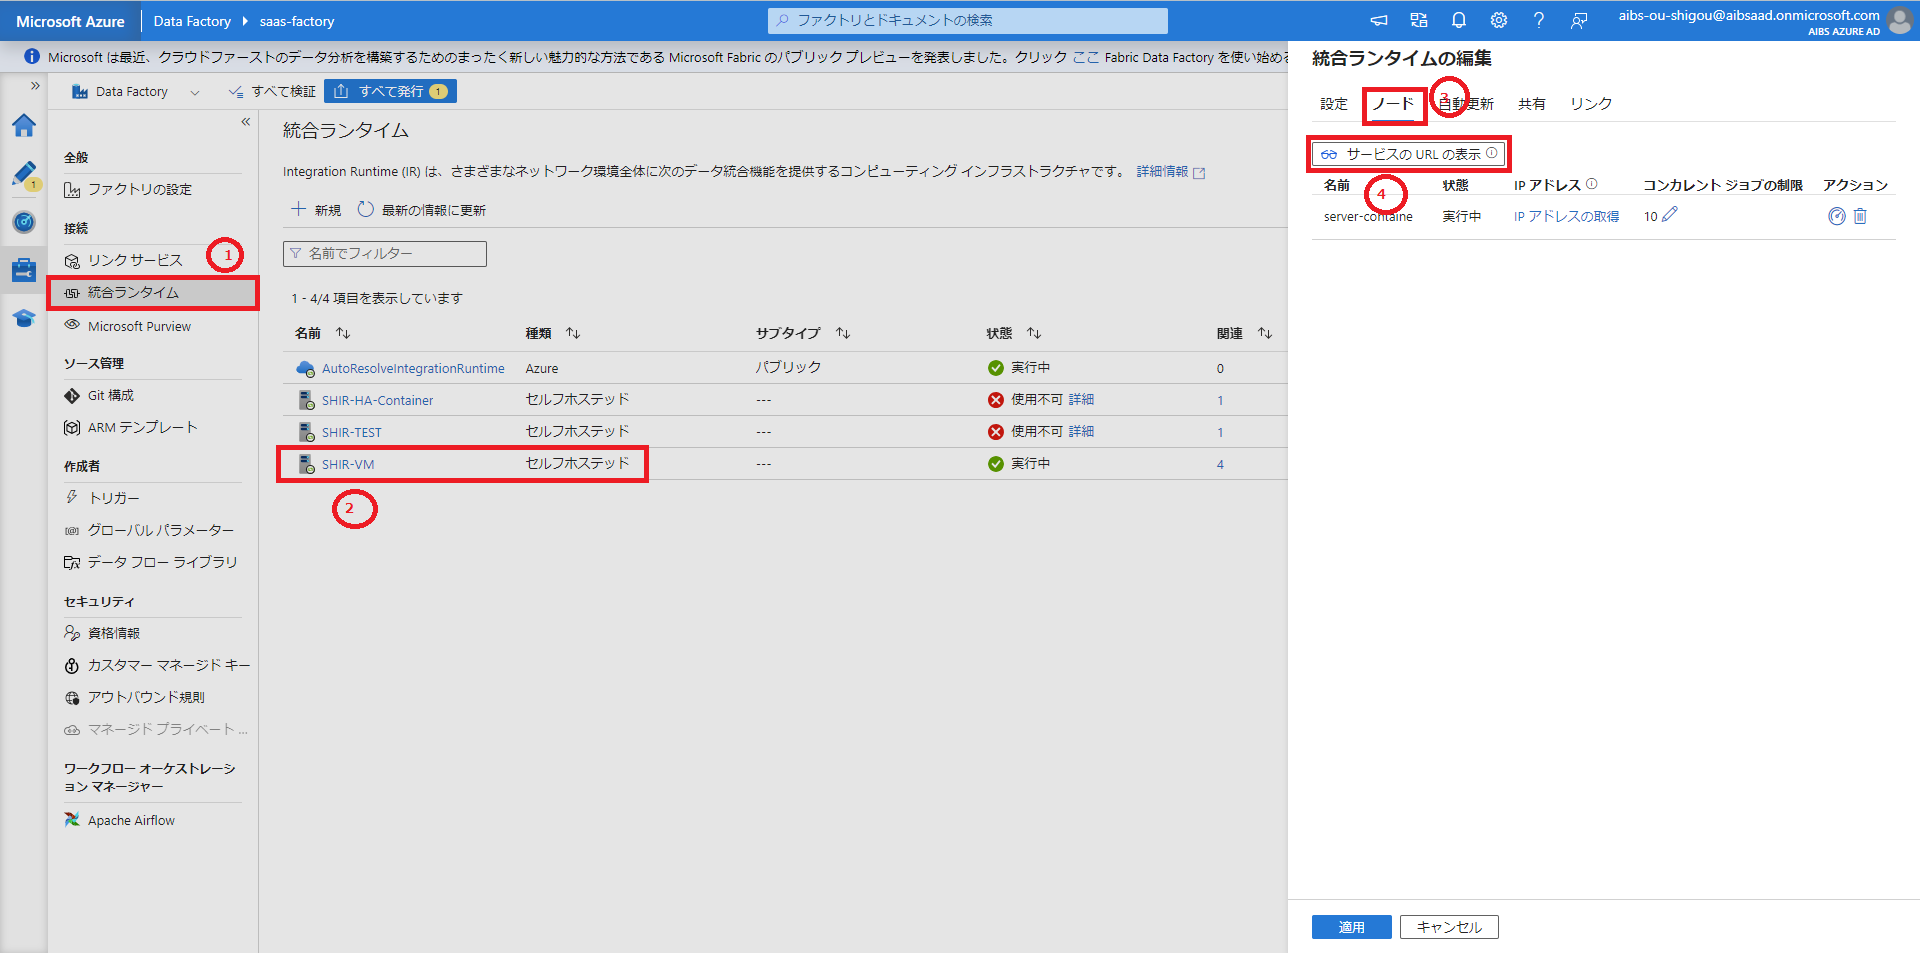 Microsoft Azure
Data Factory
saas-factory
ファクトリとドキュメントの検索
aibs-ou-shigou@aibsaad.onmicrosoft.com
AIBS AZURE AD
Microsoft は最近、クラウドファーストのデータ分析を構築するためのまったく新しい魅力的な方法である Microsoft Fabric のパブリック プレビューを発表しました。クリック ここ Fabric Data Factory を使い始める
Data Factory
すべて検証
すべて発行 1
1
全般
ファクトリの設定
接続
リンク サービス
1
統合ランタイム
Microsoft Purview
ソース管理
Git 構成
ARM テンプレート
作成者
トリガー
グローバル パラメーター
データ フロー ライブラリ
セキュリティ
資格情報
カスタマー マネージド キー
アウトバウンド規則
マネージド プライベート ...
ワークフロー オーケストレーシ
ョン マネージャー
Apache Airflow
統合ランタイム
Integration Runtime (IR) は、さまざまなネットワーク環境全体に次のデータ統合機能を提供するコンピューティング インフラストラクチャです。 詳細情報
新規
最新の情報に更新
名前でフィルター
1 - 4/4 項目を表示しています
名前 種類 サブタイプ 状態 関連
AutoResolveIntegrationRuntime Azure パブリック 実行中 0
SHIR-HA-Container セルフホステッド --- 使用不可 詳細 1
SHIR-TEST セルフホステッド --- 使用不可 詳細 1
SHIR-VM セルフホステッド --- 実行中 4
2
統合ランタイムの編集
設定 ノード 自動更新 共有 リンク
3
サービスの URL の表示
4
名前 状態 IP アドレス コンカレント ジョブの制限 アクション
server-containe 実行中 IP アドレスの取得 10
適用
キャンセル